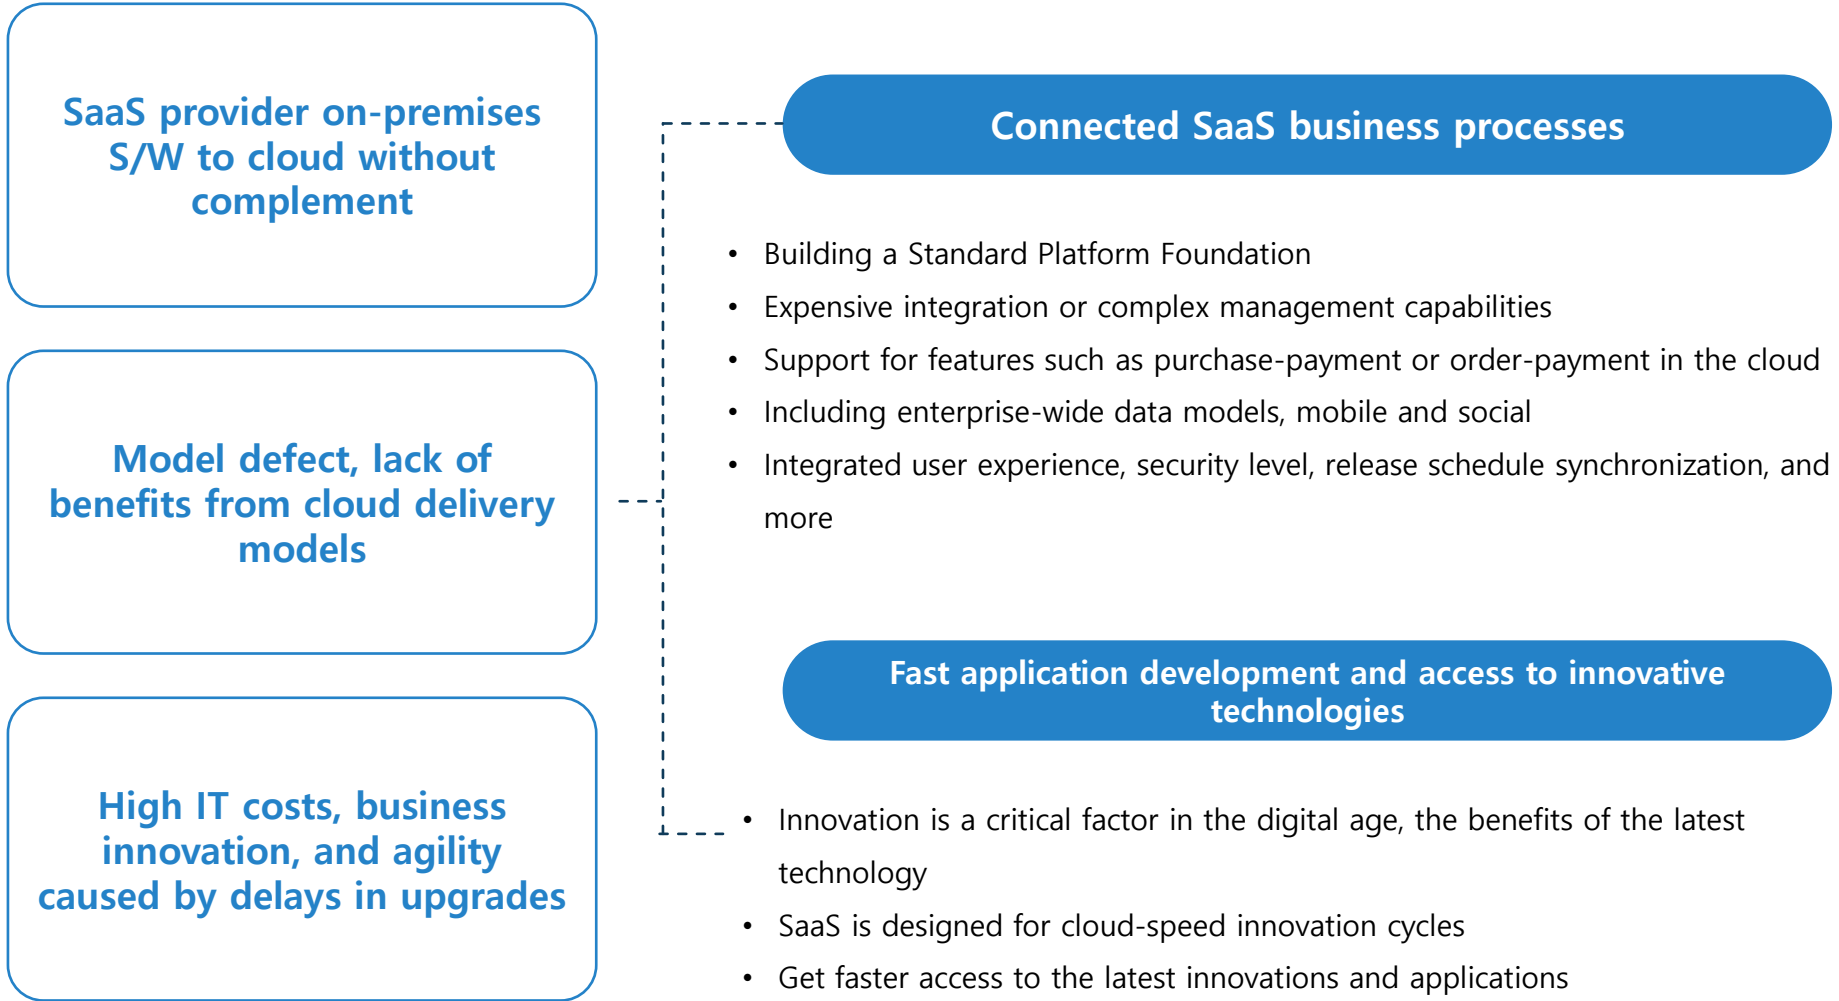 SaaS provider on-premises
S/W to cloud without
complement
Model defect, lack of
benefits from cloud delivery
models
High IT costs, business
innovation, and agility
caused by delays in upgrades
Connected SaaS business processes
• Building a Standard Platform Foundation
• Expensive integration or complex management capabilities
• Support for features such as purchase-payment or order-payment in the cloud
• Including enterprise-wide data models, mobile and social
• Integrated user experience, security level, release schedule synchronization, and
more
Fast application development and access to innovative
technologies
• Innovation is a critical factor in the digital age, the benefits of the latest
technology
• SaaS is designed for cloud-speed innovation cycles
• Get faster access to the latest innovations and applications